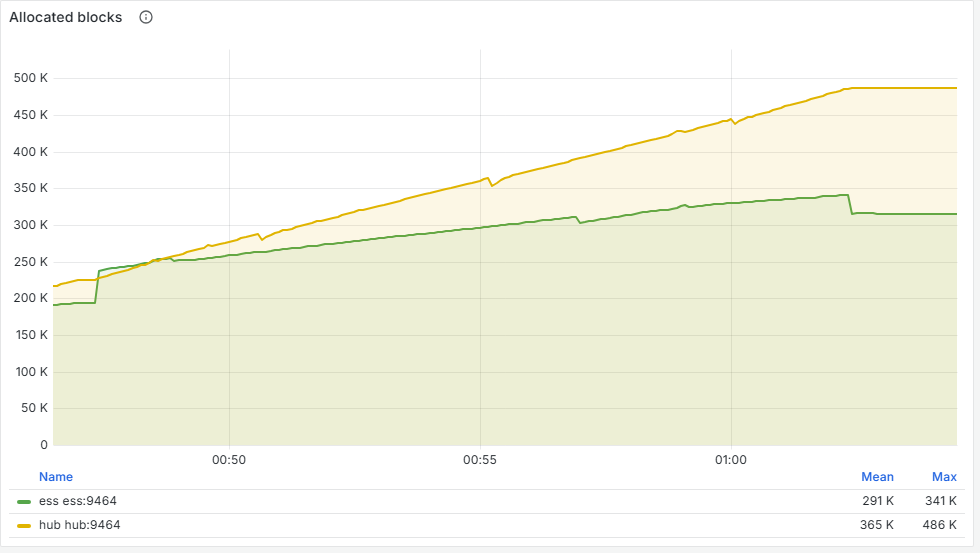 Allocated blocks
500 K
450 K
400 K
350 K
300 K
250 K
200 K
150 K
100 K
50 K
0
00:50 00:55 01:00
Name Mean Max
ess ess:9464 291 K 341 K
hub hub:9464 365 K 486 K